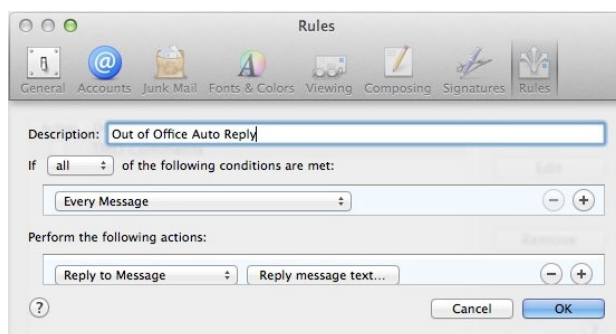 Rules
General Accounts Junk Mail Fonts & Colors Viewing Composing Signatures Rules
Description: Out of Office Auto Reply
If all of the following conditions are met:
Edit
Every Message
Perform the following actions:
Remove
Reply to Message Reply message text...
? Cancel OK